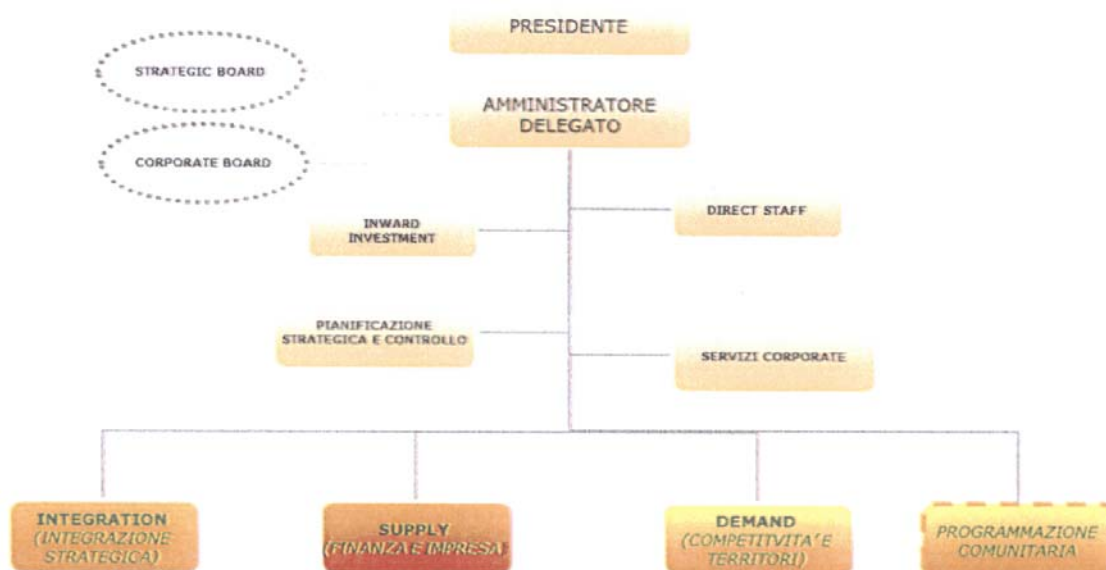 PRESIDENTE
STRATEGIC BOARD
AMMINISTRATORE
DELEGATO
CORPORATE BOARD
DIRECT STAFF
INWARD
INVESTMENT
PIANIFICAZIONE
STRATEGICA E CONTROLLO
SERVIZI CORPORATE
INTEGRATION
(INTEGRAZIONE
STRATEGICA)
SUPPLY
(FINANZA E IMPRESA)
DEMAND
(COMPETITVITA' E
TERRITORI)
PROGRAMMAZIONE
COMUNITARIA